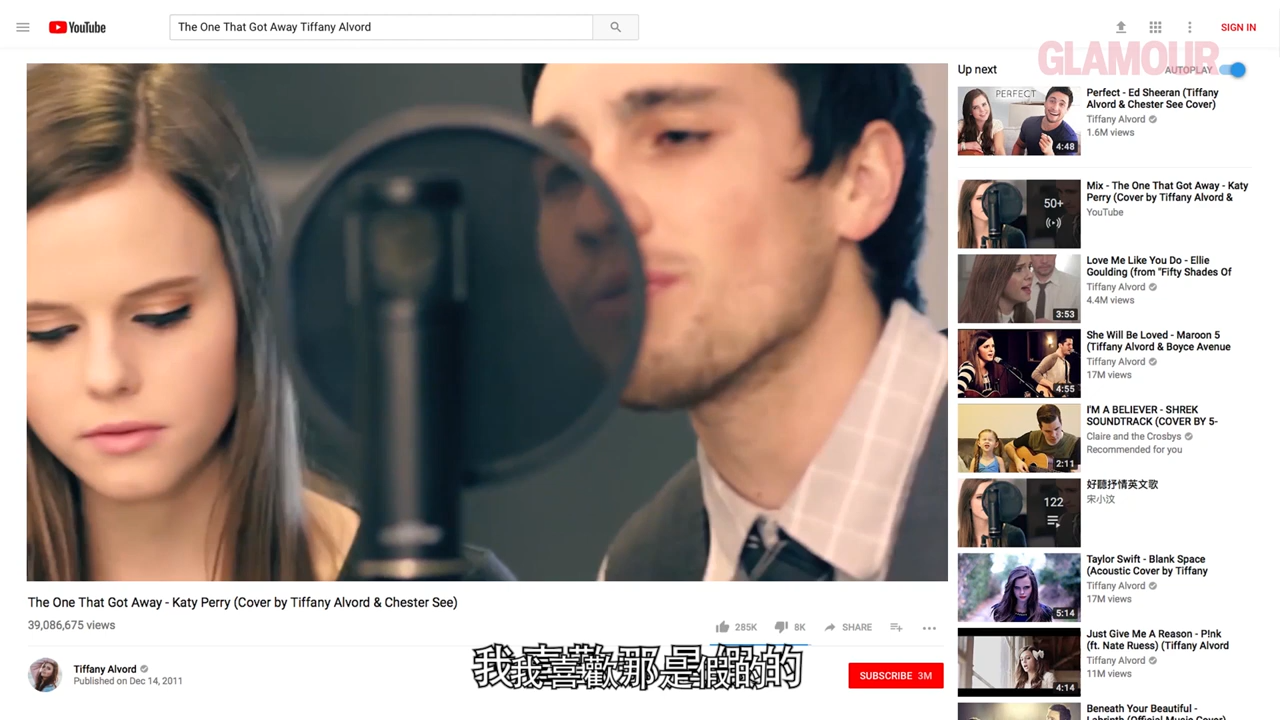 YouTube
The One That Got Away Tiffany Alvord
SIGN IN
GLAMOUR
Up next
AUTOPLAY
PERFECT
4:48
Perfect - Ed Sheeran (Tiffany
Alvord & Chester See Cover)
Tiffany Alvord
1.6M views
50+
Mix - The One That Got Away - Katy
Perry (Cover by Tiffany Alvord &
YouTube
3:53
Love Me Like You Do - Ellie
Goulding (from "Fifty Shades Of
Tiffany Alvord
4.4M views
4:55
She Will Be Loved - Maroon 5
(Tiffany Alvord & Boyce Avenue
Tiffany Alvord
17M views
2:11
I'M A BELIEVER - SHREK
SOUNDTRACK (COVER BY 5-
Claire and the Crosbys
Recommended for you
122
好聽抒情英文歌
宋小汶
5:14
Taylor Swift - Blank Space
(Acoustic Cover by Tiffany
Tiffany Alvord
17M views
4:14
Just Give Me A Reason - P!nk
(ft. Nate Ruess) (Tiffany Alvord
Tiffany Alvord
11M views
Beneath Your Beautiful -
The One That Got Away - Katy Perry (Cover by Tiffany Alvord & Chester See)
39,086,675 views
285K
8K
SHARE
Tiffany Alvord
Published on Dec 14, 2011
SUBSCRIBE 3M